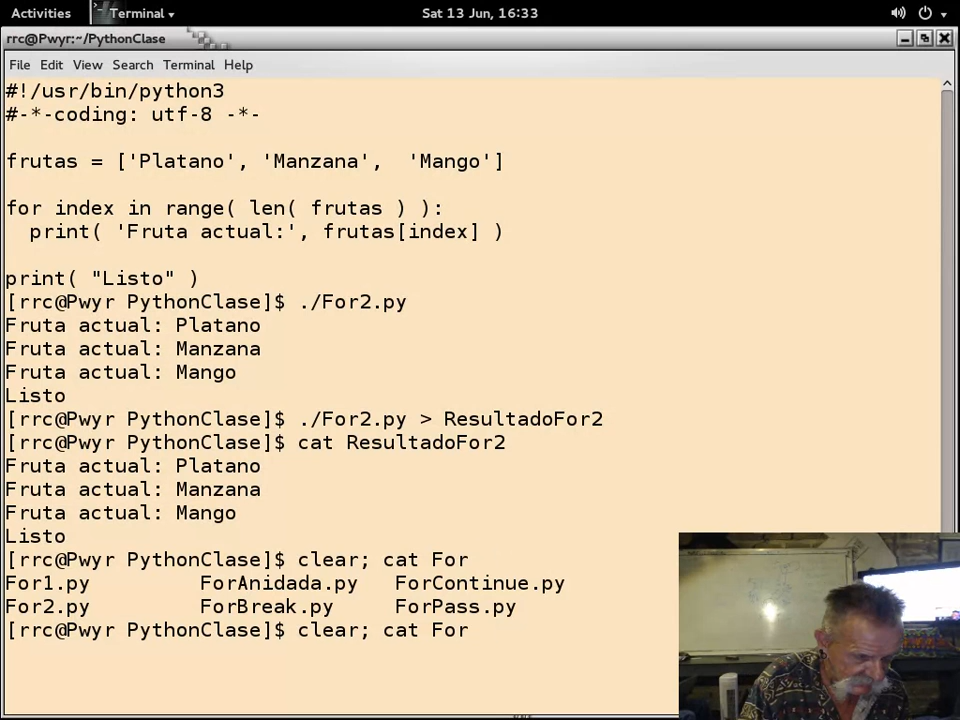 Activities Terminal Sat 13 Jun, 16:33
rrc@Pwyr:~/PythonClase
File Edit View Search Terminal Help
#!/usr/bin/python3
#-*-coding: utf-8 -*-
frutas = ['Platano', 'Manzana',  'Mango']
for index in range( len( frutas ) ):
  print( 'Fruta actual:', frutas[index] )
print( "Listo" )
[rrc@Pwyr PythonClase]$ ./For2.py
Fruta actual: Platano
Fruta actual: Manzana
Fruta actual: Mango
Listo
[rrc@Pwyr PythonClase]$ ./For2.py > ResultadoFor2
[rrc@Pwyr PythonClase]$ cat ResultadoFor2
Fruta actual: Platano
Fruta actual: Manzana
Fruta actual: Mango
Listo
[rrc@Pwyr PythonClase]$ clear; cat For
For1.py ForAnidada.py ForContinue.py
For2.py ForBreak.py ForPass.py
[rrc@Pwyr PythonClase]$ clear; cat For